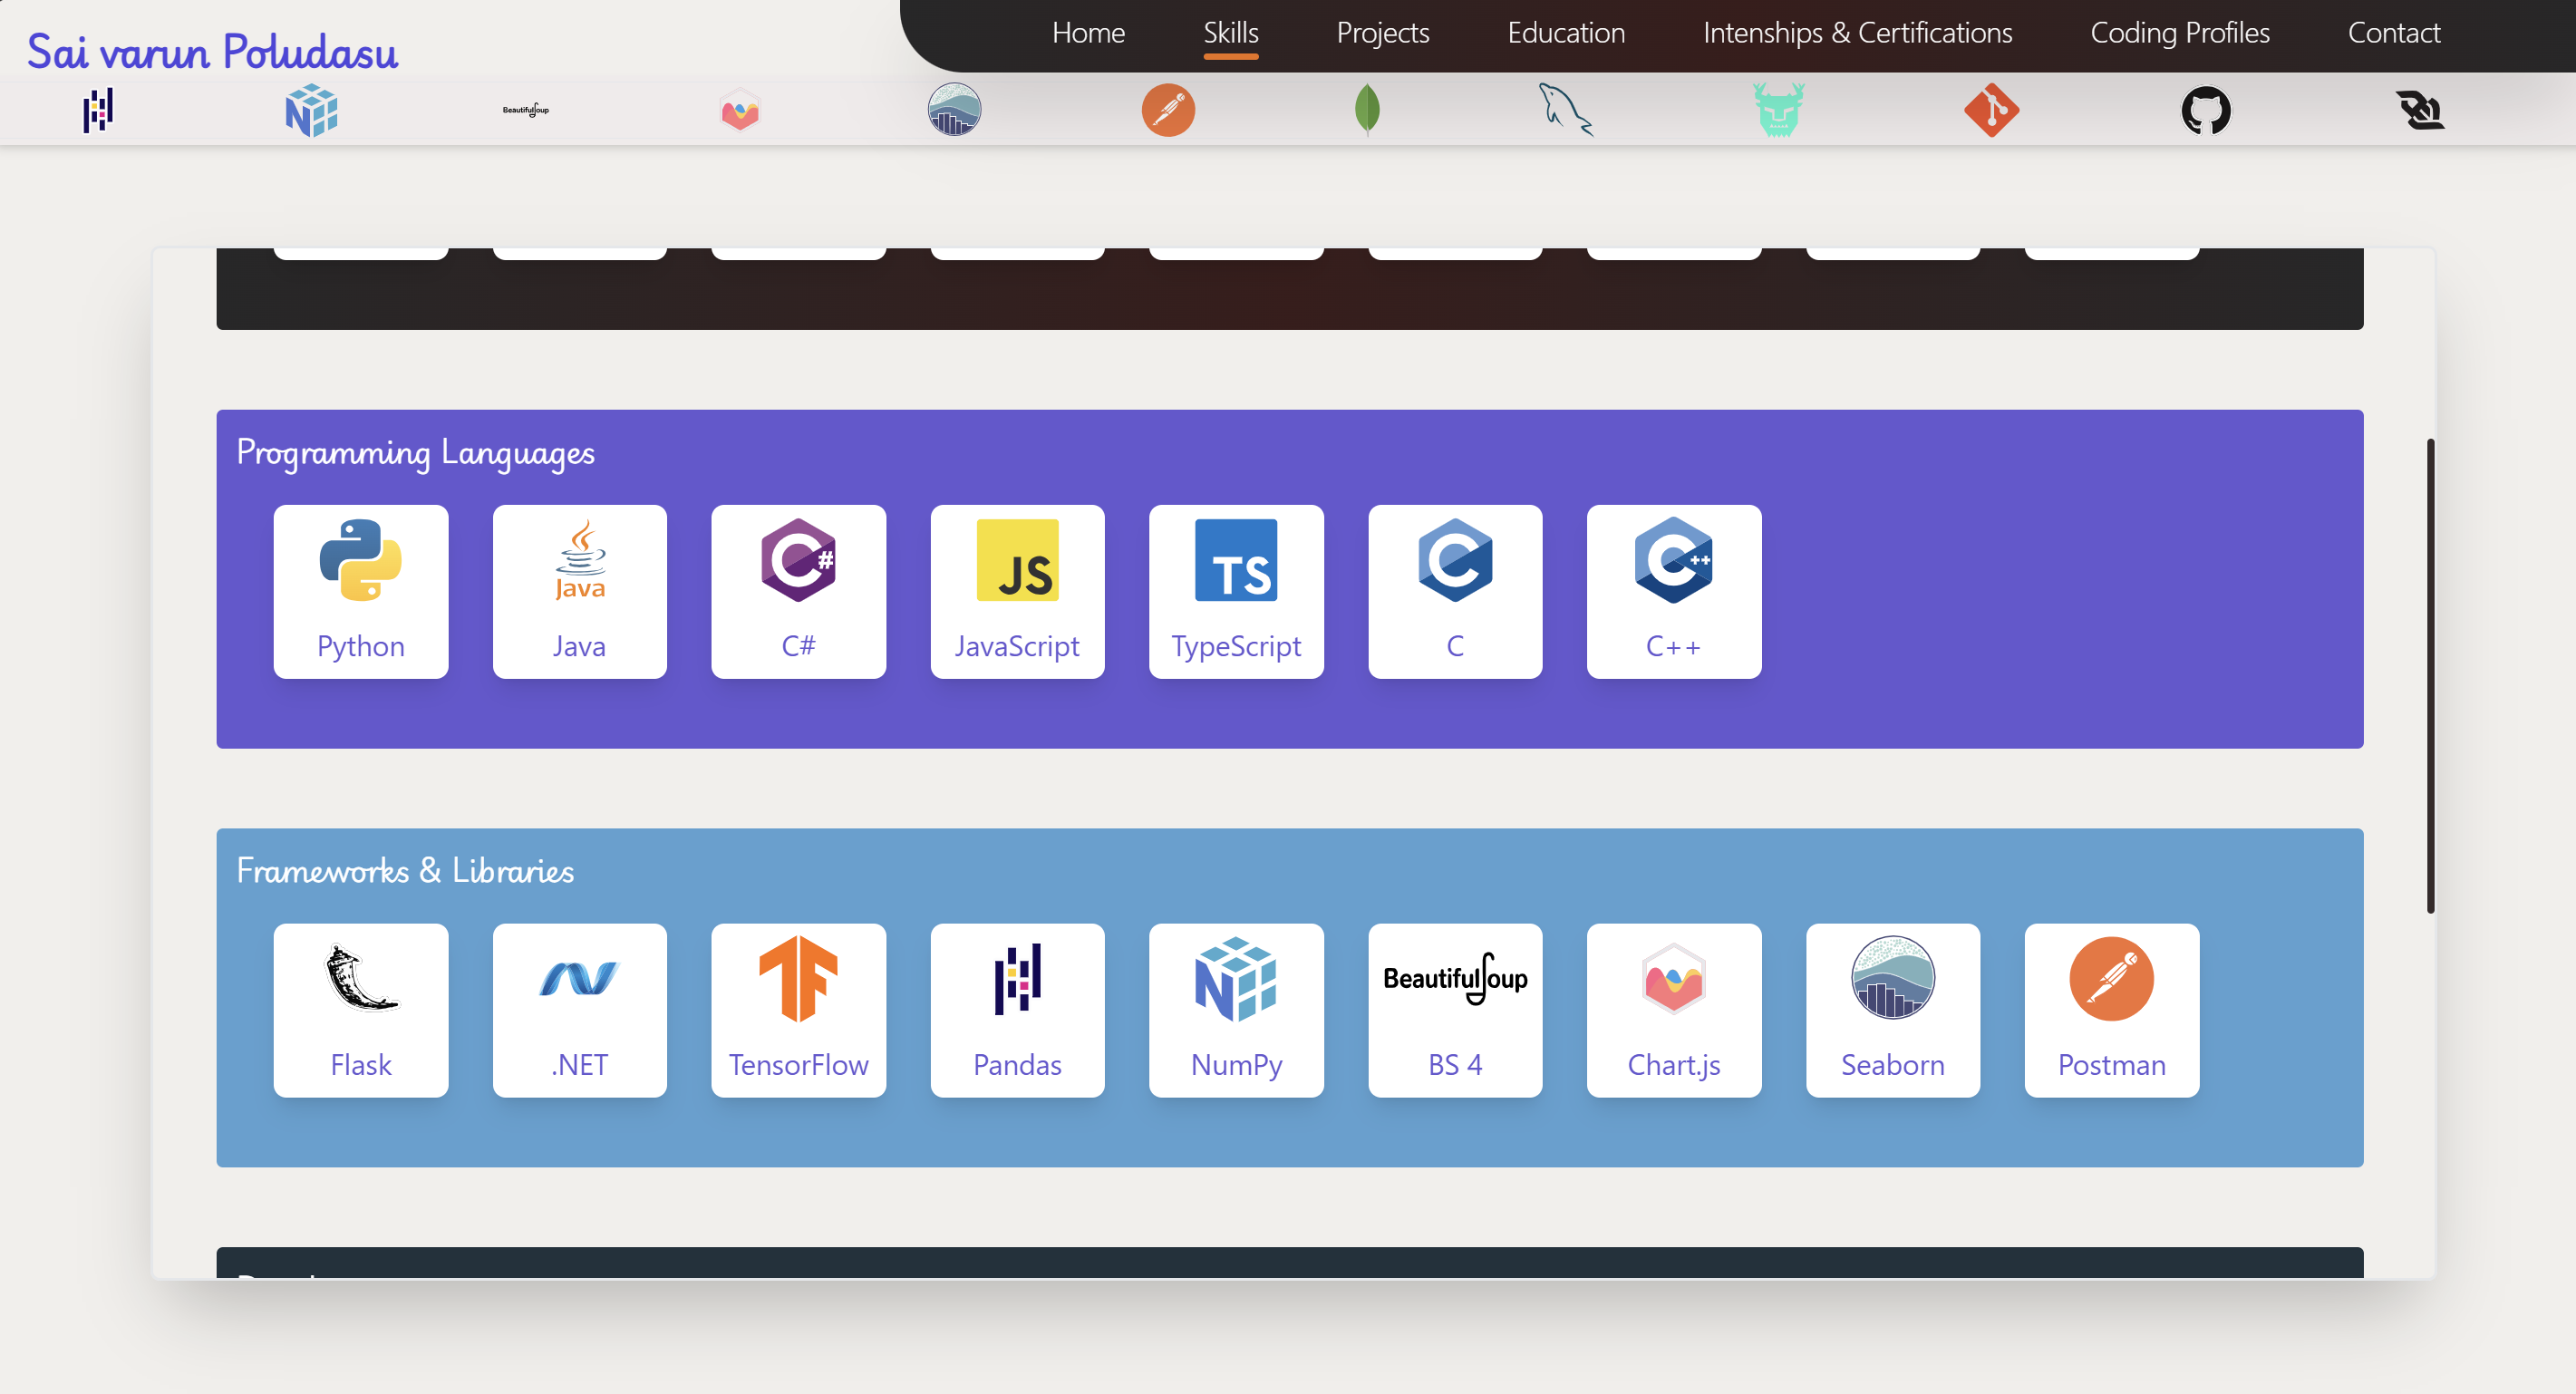 Sai varun Poludasu
Home Skills Projects Education Intenships & Certifications Coding Profiles Contact
BeautifulSoup
Programming Languages
Java
JS
TS
Python Java C# JavaScript TypeScript C C++
Frameworks & Libraries
BeautifulSoup
Flask .NET TensorFlow Pandas NumPy BS 4 Chart.js Seaborn Postman